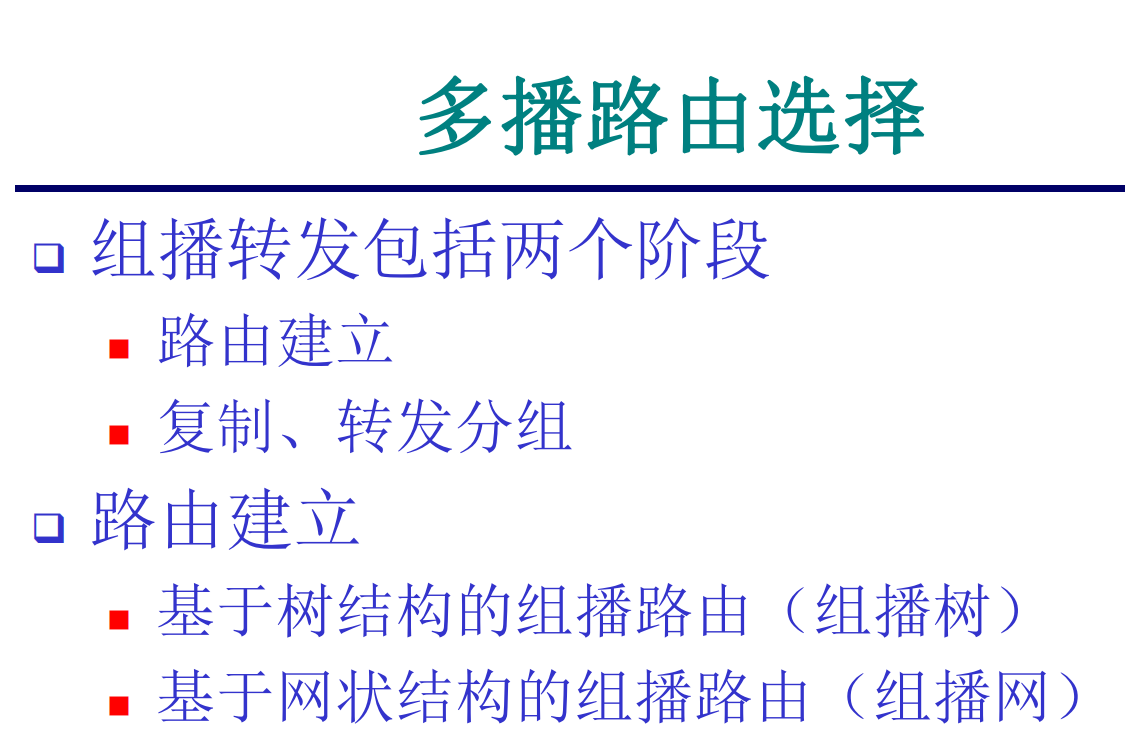 多播路由选择
组播转发包括两个阶段
路由建立
复制、转发分组
路由建立
基于树结构的组播路由（组播树）
基于网状结构的组播路由（组播网）